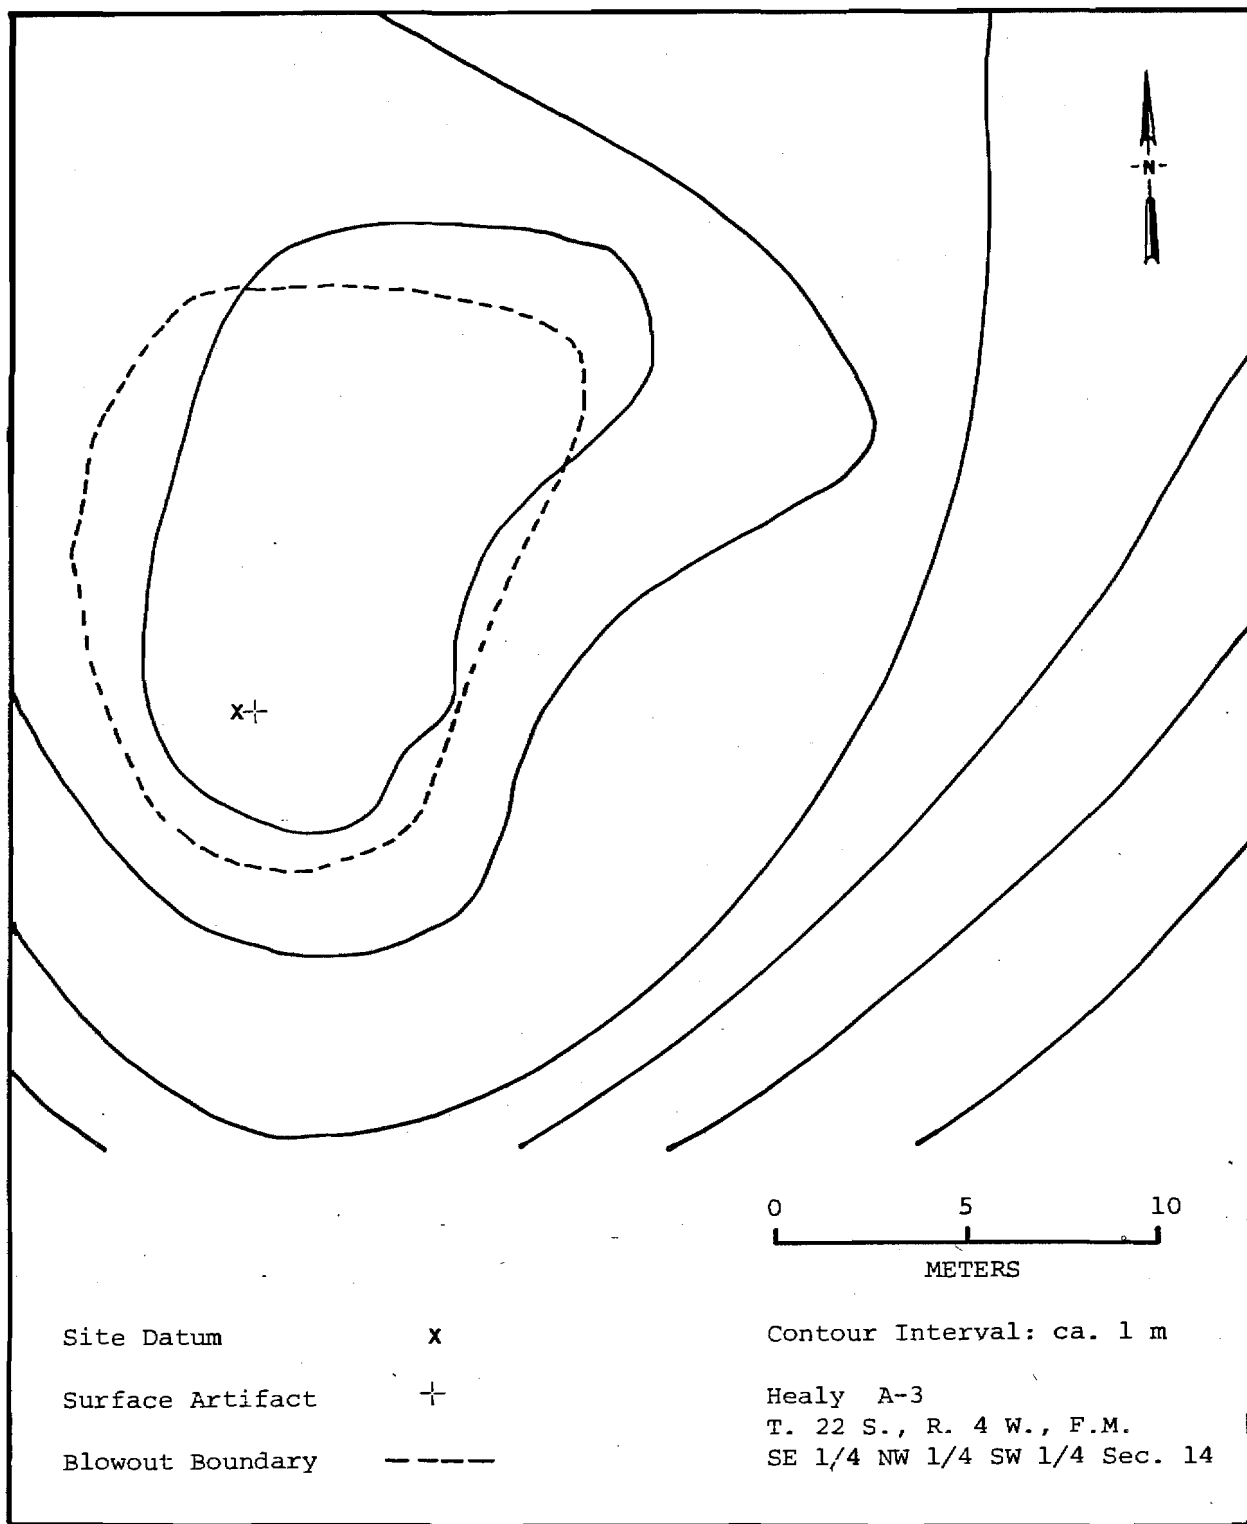 -N-
0 5 10
METERS
Site Datum x
Contour Interval: ca. 1 m
Surface Artifact
Healy A-3
T. 22 S., R. 4 W., F.M.
Blowout Boundary
SE 1/4 NW 1/4 SW 1/4 Sec. 14
x